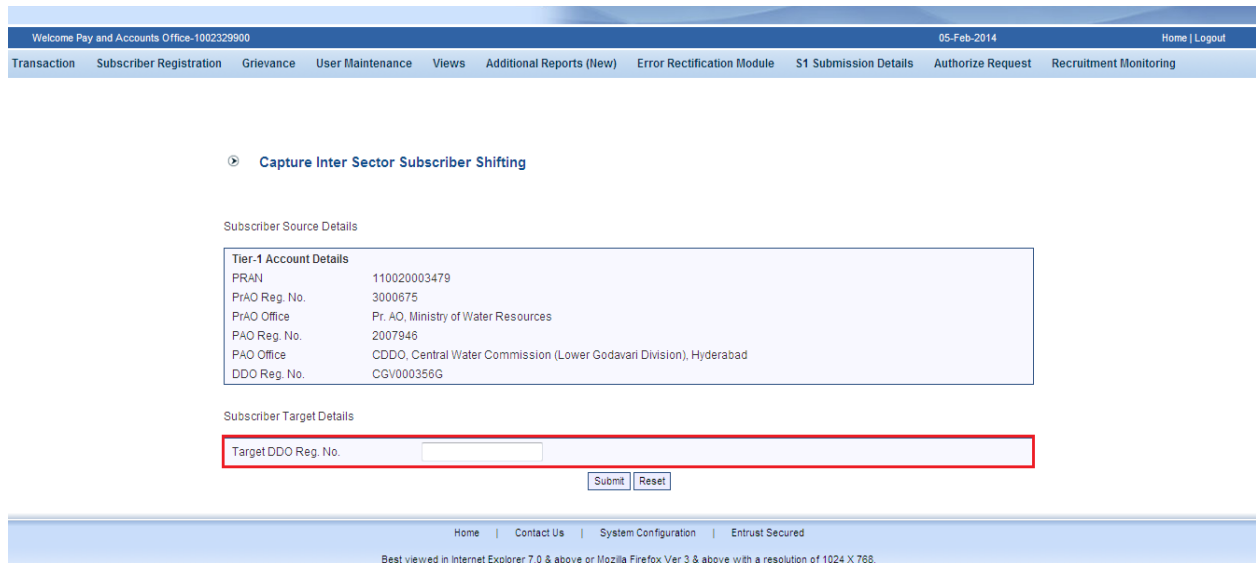 Welcome Pay and Accounts Office-1002329900 05-Feb-2014 Home | Logout
Transaction Subscriber Registration Grievance User Maintenance Views Additional Reports (New) Error Rectification Module S1 Submission Details Authorize Request Recruitment Monitoring
Capture Inter Sector Subscriber Shifting
Subscriber Source Details
Tier-1 Account Details
PRAN 110020003479
PrAO Reg. No. 3000675
PrAO Office Pr. AO, Ministry of Water Resources
PAO Reg. No. 2007946
PAO Office CDDO, Central Water Commission (Lower Godavari Division), Hyderabad
DDO Reg. No. CGV000356G
Subscriber Target Details
Target DDO Reg. No.
Submit Reset
Home | Contact Us | System Configuration | Entrust Secured
Best viewed in Internet Explorer 7.0 & above or Mozilla Firefox Ver 3 & above with a resolution of 1024 X 768.